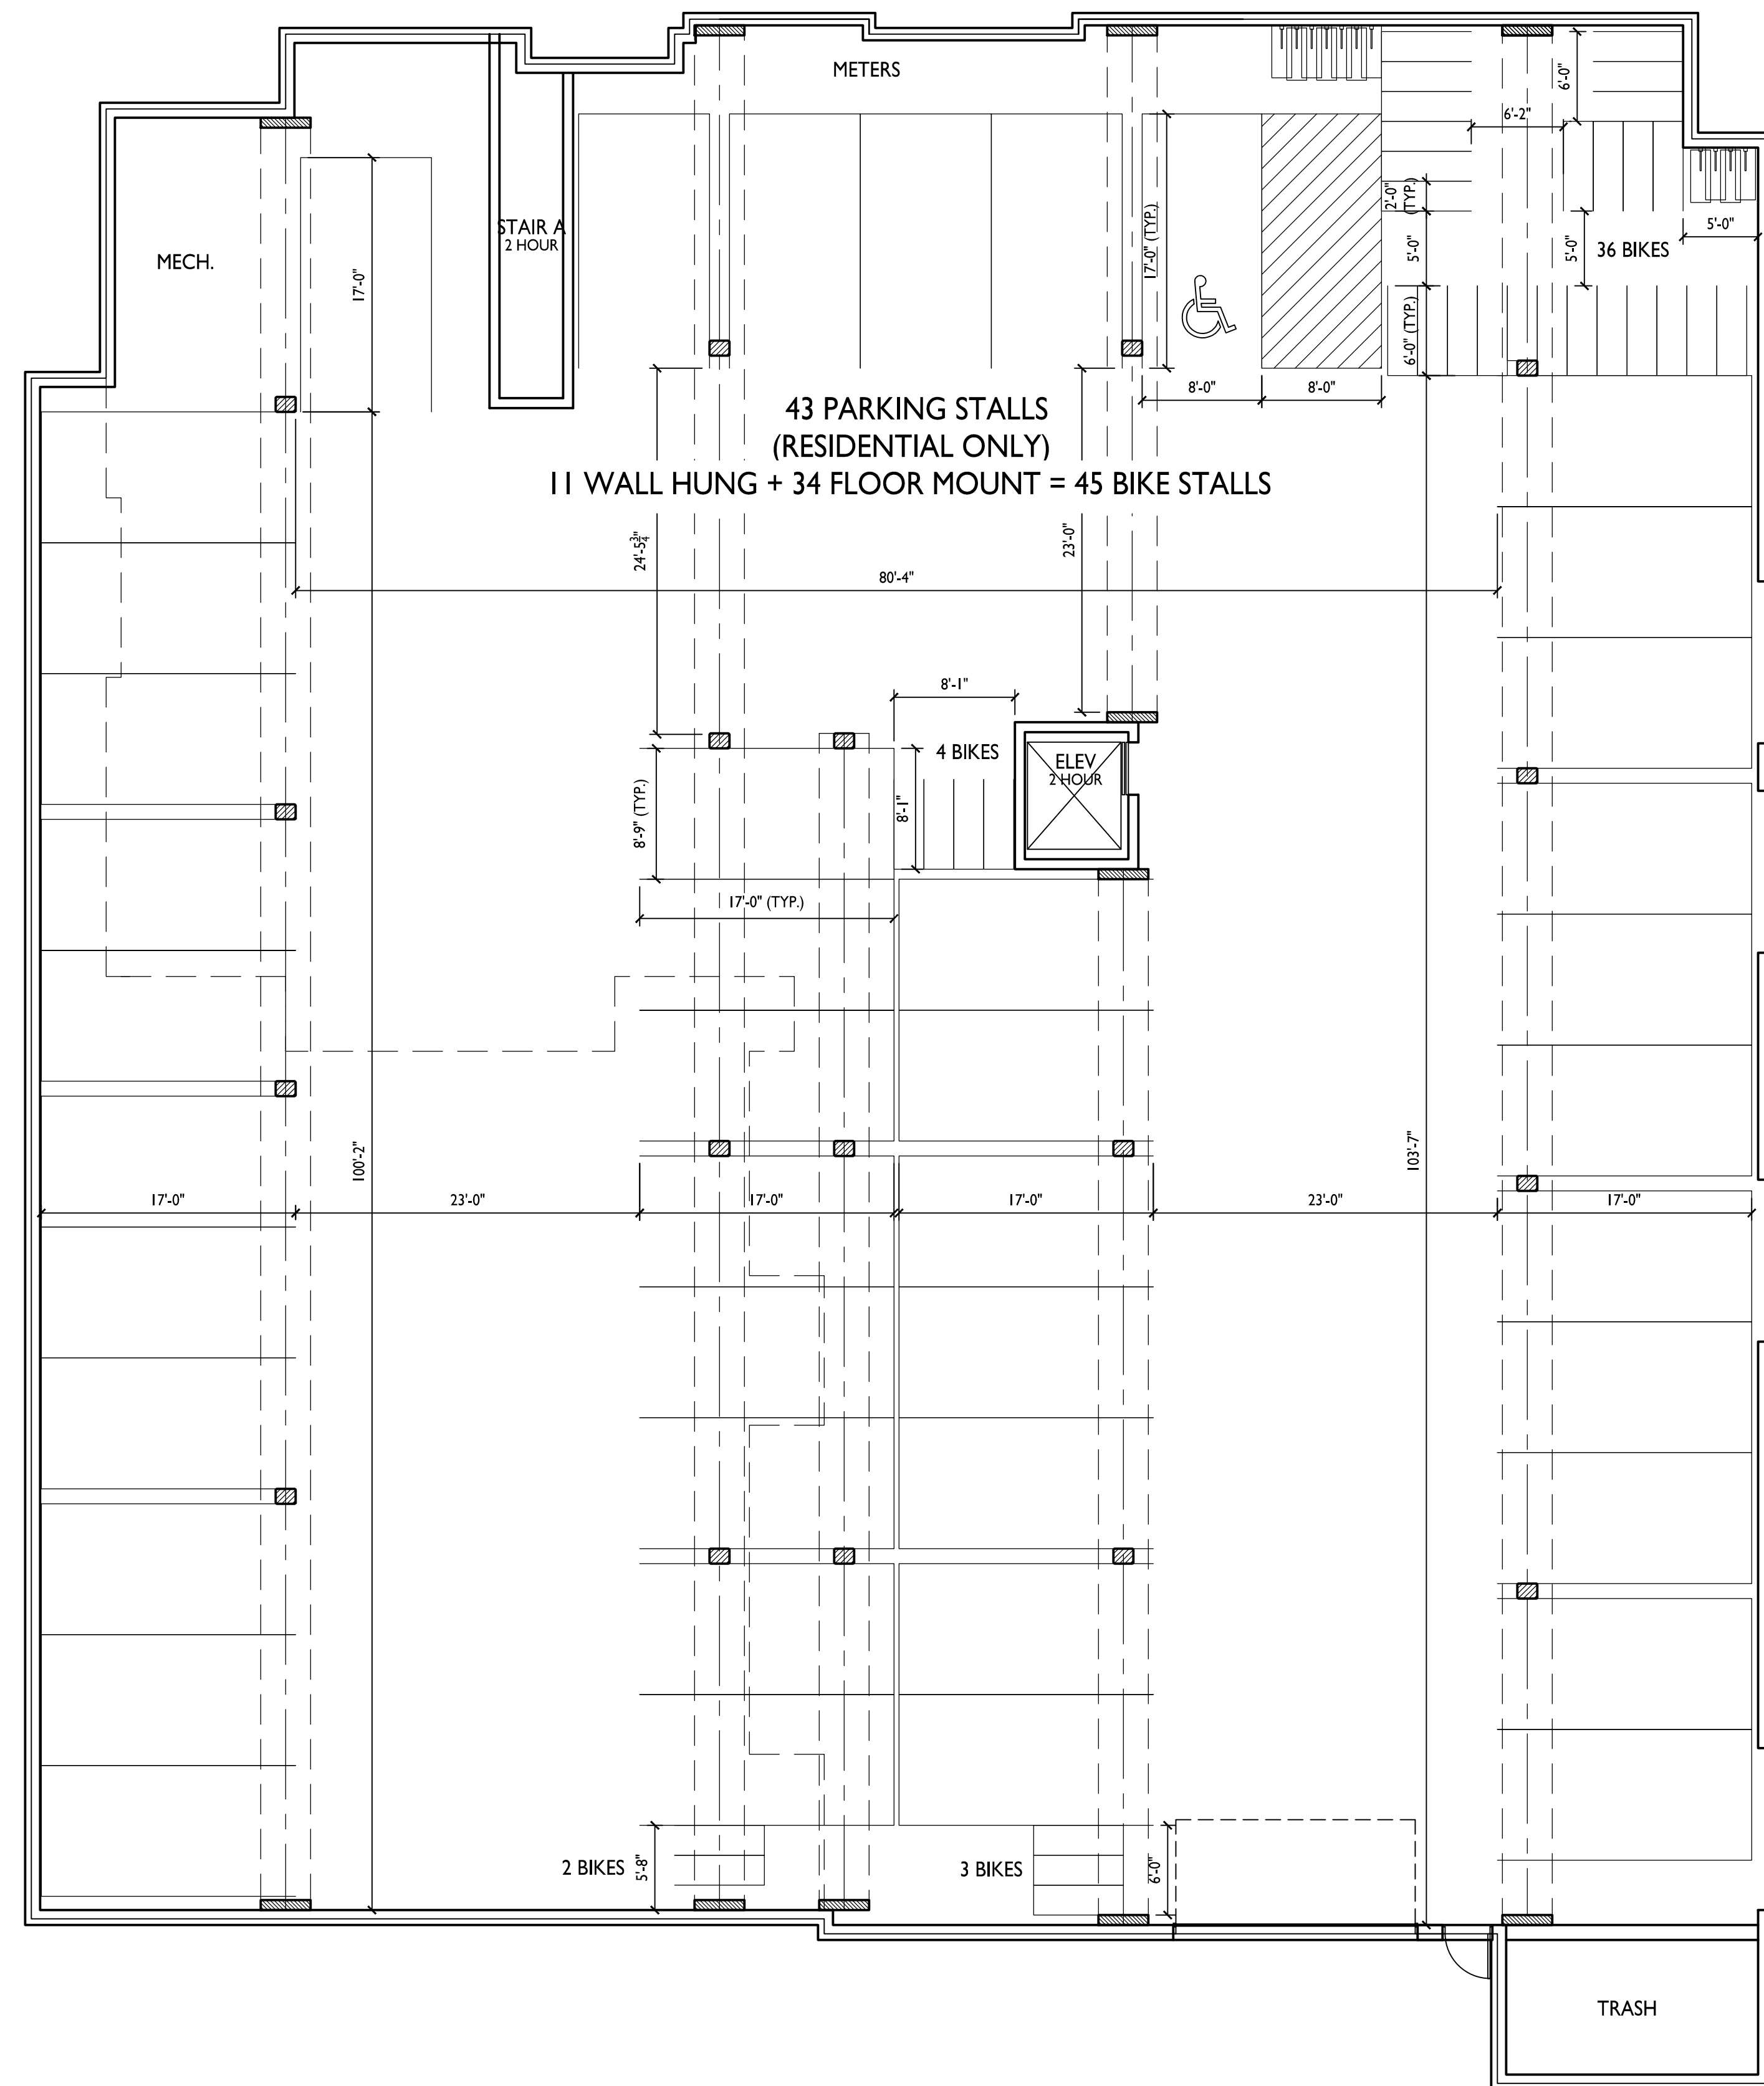 METERS
6'-0"
6'-2"
2'-0"
(TYP.)
5'-0"
STAIR A
2 HOUR
17'-0" (TYP.)
5'-0"
5'-0"
36 BIKES
MECH.
17'-0"
6'-0" (TYP.)
8'-0"
8'-0"
43 PARKING STALLS
(RESIDENTIAL ONLY)
11 WALL HUNG + 34 FLOOR MOUNT = 45 BIKE STALLS
24'-5¾"
23'-0"
80'-4"
8'-1"
4 BIKES
ELEV
2 HOUR
8'-9" (TYP.)
8'-1"
17'-0" (TYP.)
100'-2"
103'-7"
17'-0"
23'-0"
17'-0"
17'-0"
23'-0"
17'-0"
2 BIKES
5'-8"
3 BIKES
6'-0"
TRASH